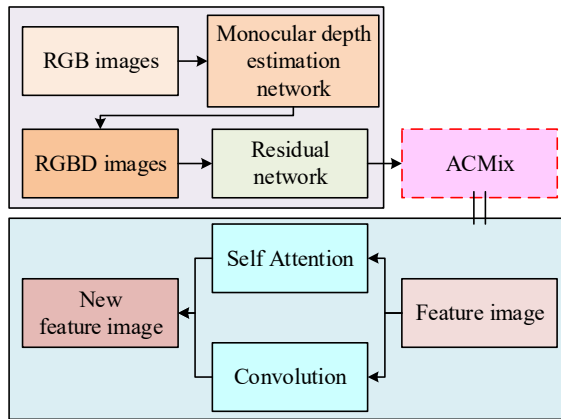 RGB images
Monocular depth
estimation
network
RGBD images
Residual
network
ACMix
Self Attention
New
feature image
Feature image
Convolution